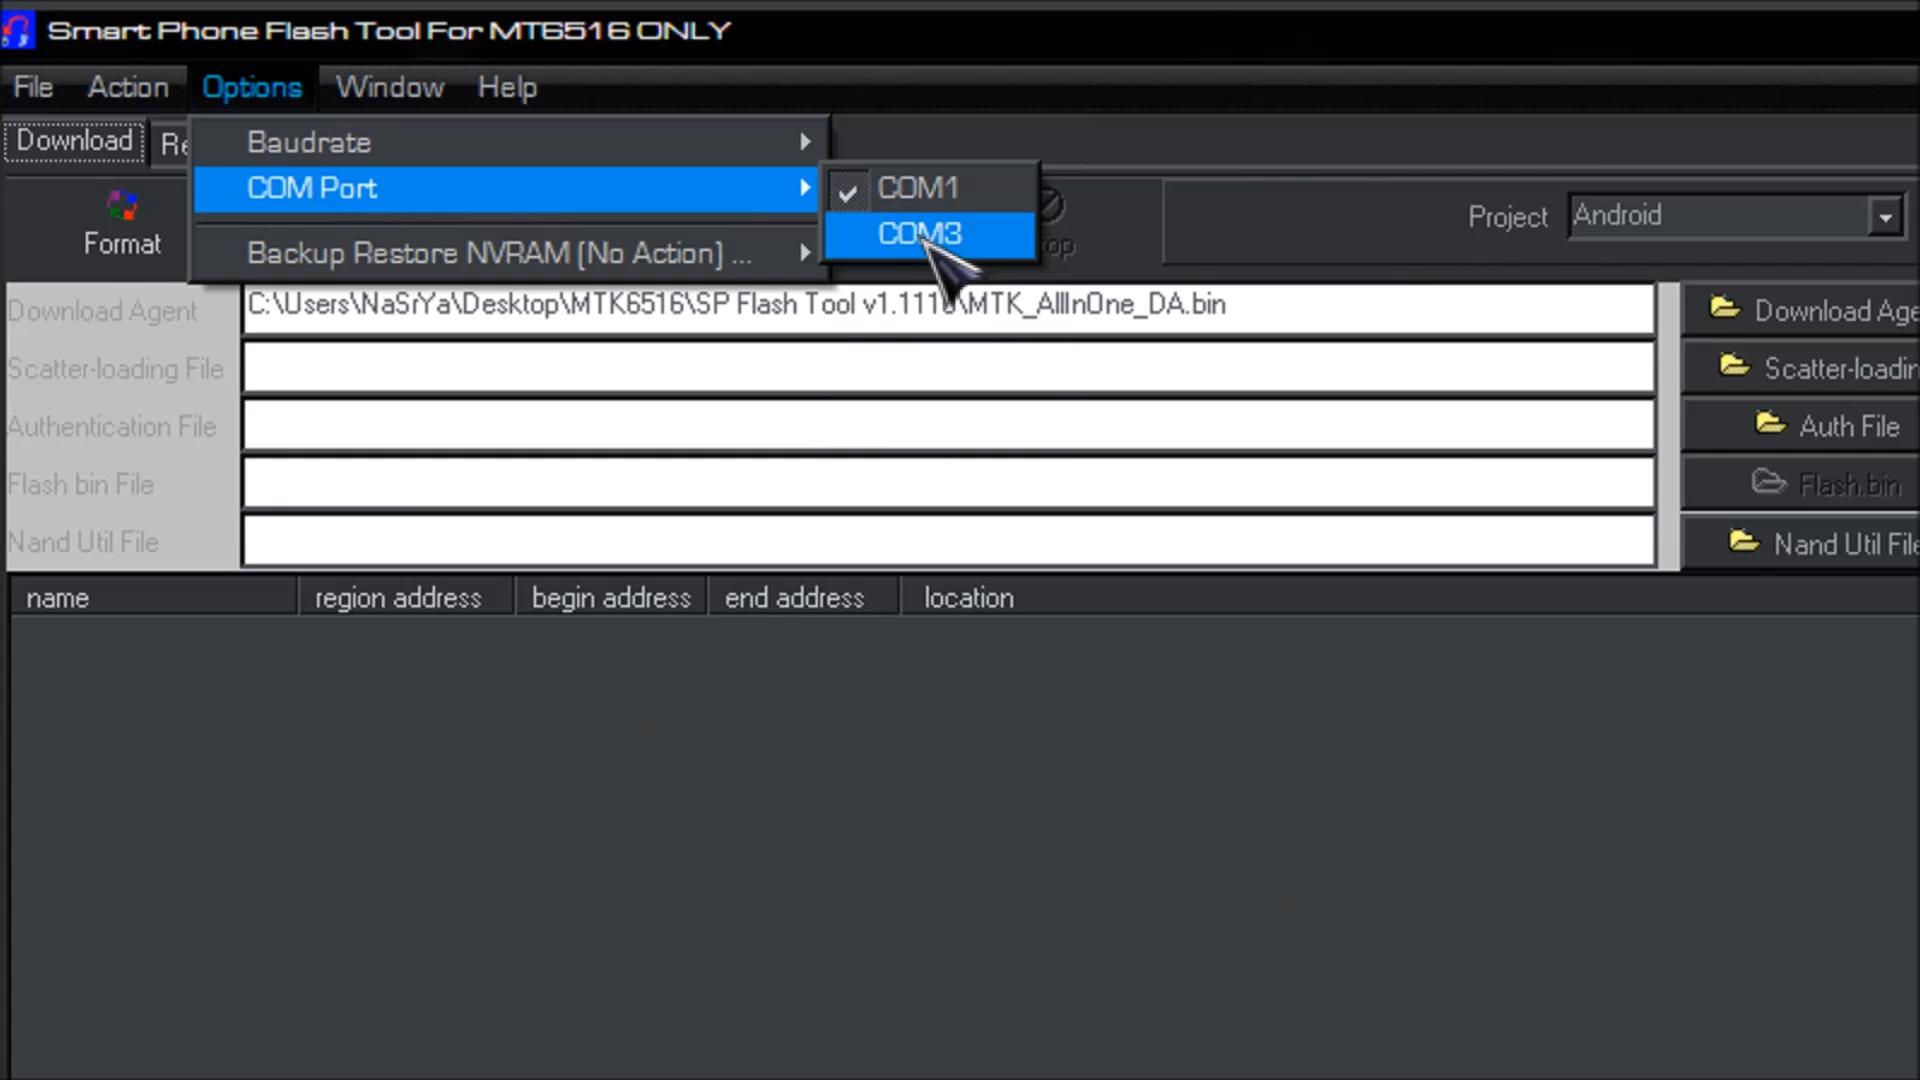 Smart Phone Flash Tool For MT6516 ONLY
File Action Options Window Help
Download Re
Baudrate
COM Port
COM1
COM3
Backup Restore NVRAM [No Action] ...
Format
Project Android
Download Agent C:\Users\NaSrYa\Desktop\MTK6516\SP Flash Tool \MTK_AllInOne_DA.bin Download Age
Scatter-loading File Scatter-loadin
Authentication File Auth File
Flash bin File Flash.bin
Nand Util File Nand Util File
name region address begin address end address location